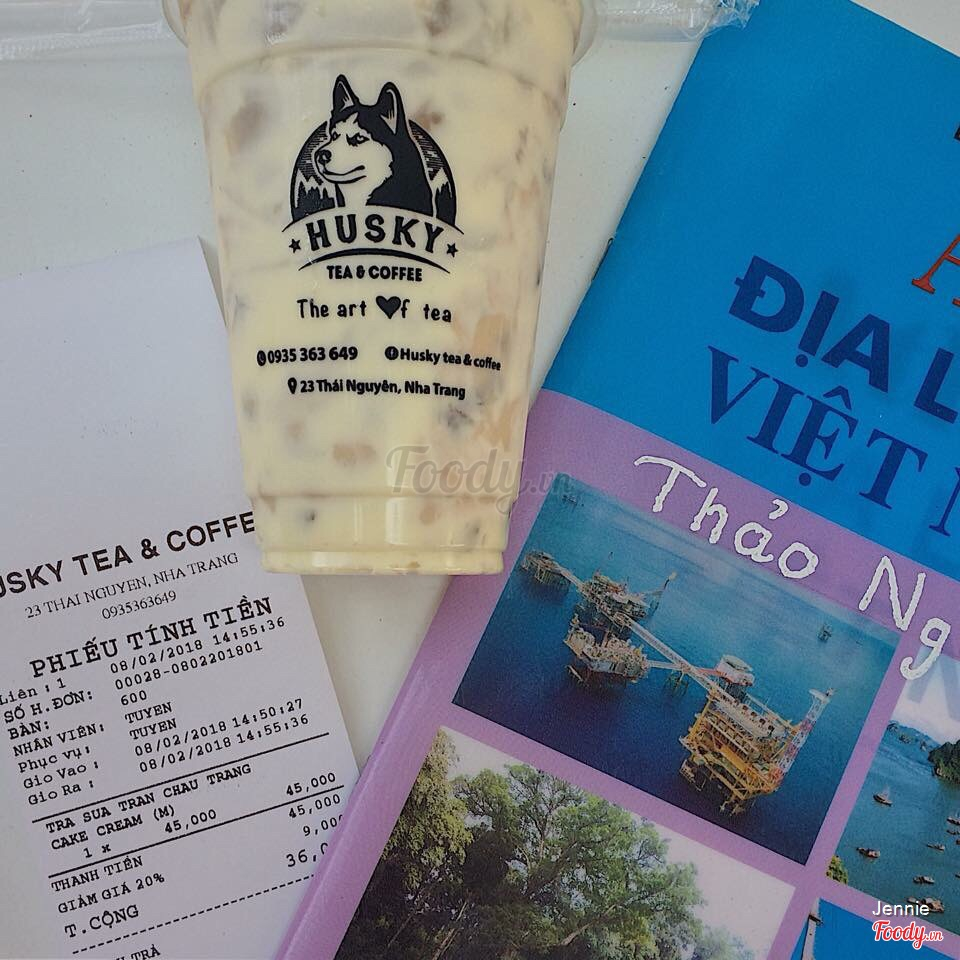 HUSKY
TEA & COFFEE
The art of tea
0935 363 649 Husky tea & coffee
23 Thái Nguyên, Nha Trang
Foody.vn
USKY TEA & COFFE
23 THAI NGUYEN, NHA TRANG
0935363649
PHIẾU TÍNH TIỀN
Liên : 1 08/02/2018 14:55:36
SỐ H.ĐƠN: 00028-0802201801
BÀN: 600
NHÂN VIÊN: TUYEN
Phục vụ: TUYEN
Gio Vao : 08/02/2018 14:50:27
Gio Ra : 08/02/2018 14:55:36
TRA SUA TRAN CHAU TRANG
CAKE CREAM (M) 45,000
1 x 45,000 45,000
THANH TIỀN
GIẢM GIÁ 20% 9,000
T.CỘNG 36,0
TRẢ
ĐỊA L
VIỆT N
Thảo Ng
Jennie
Foody.vn